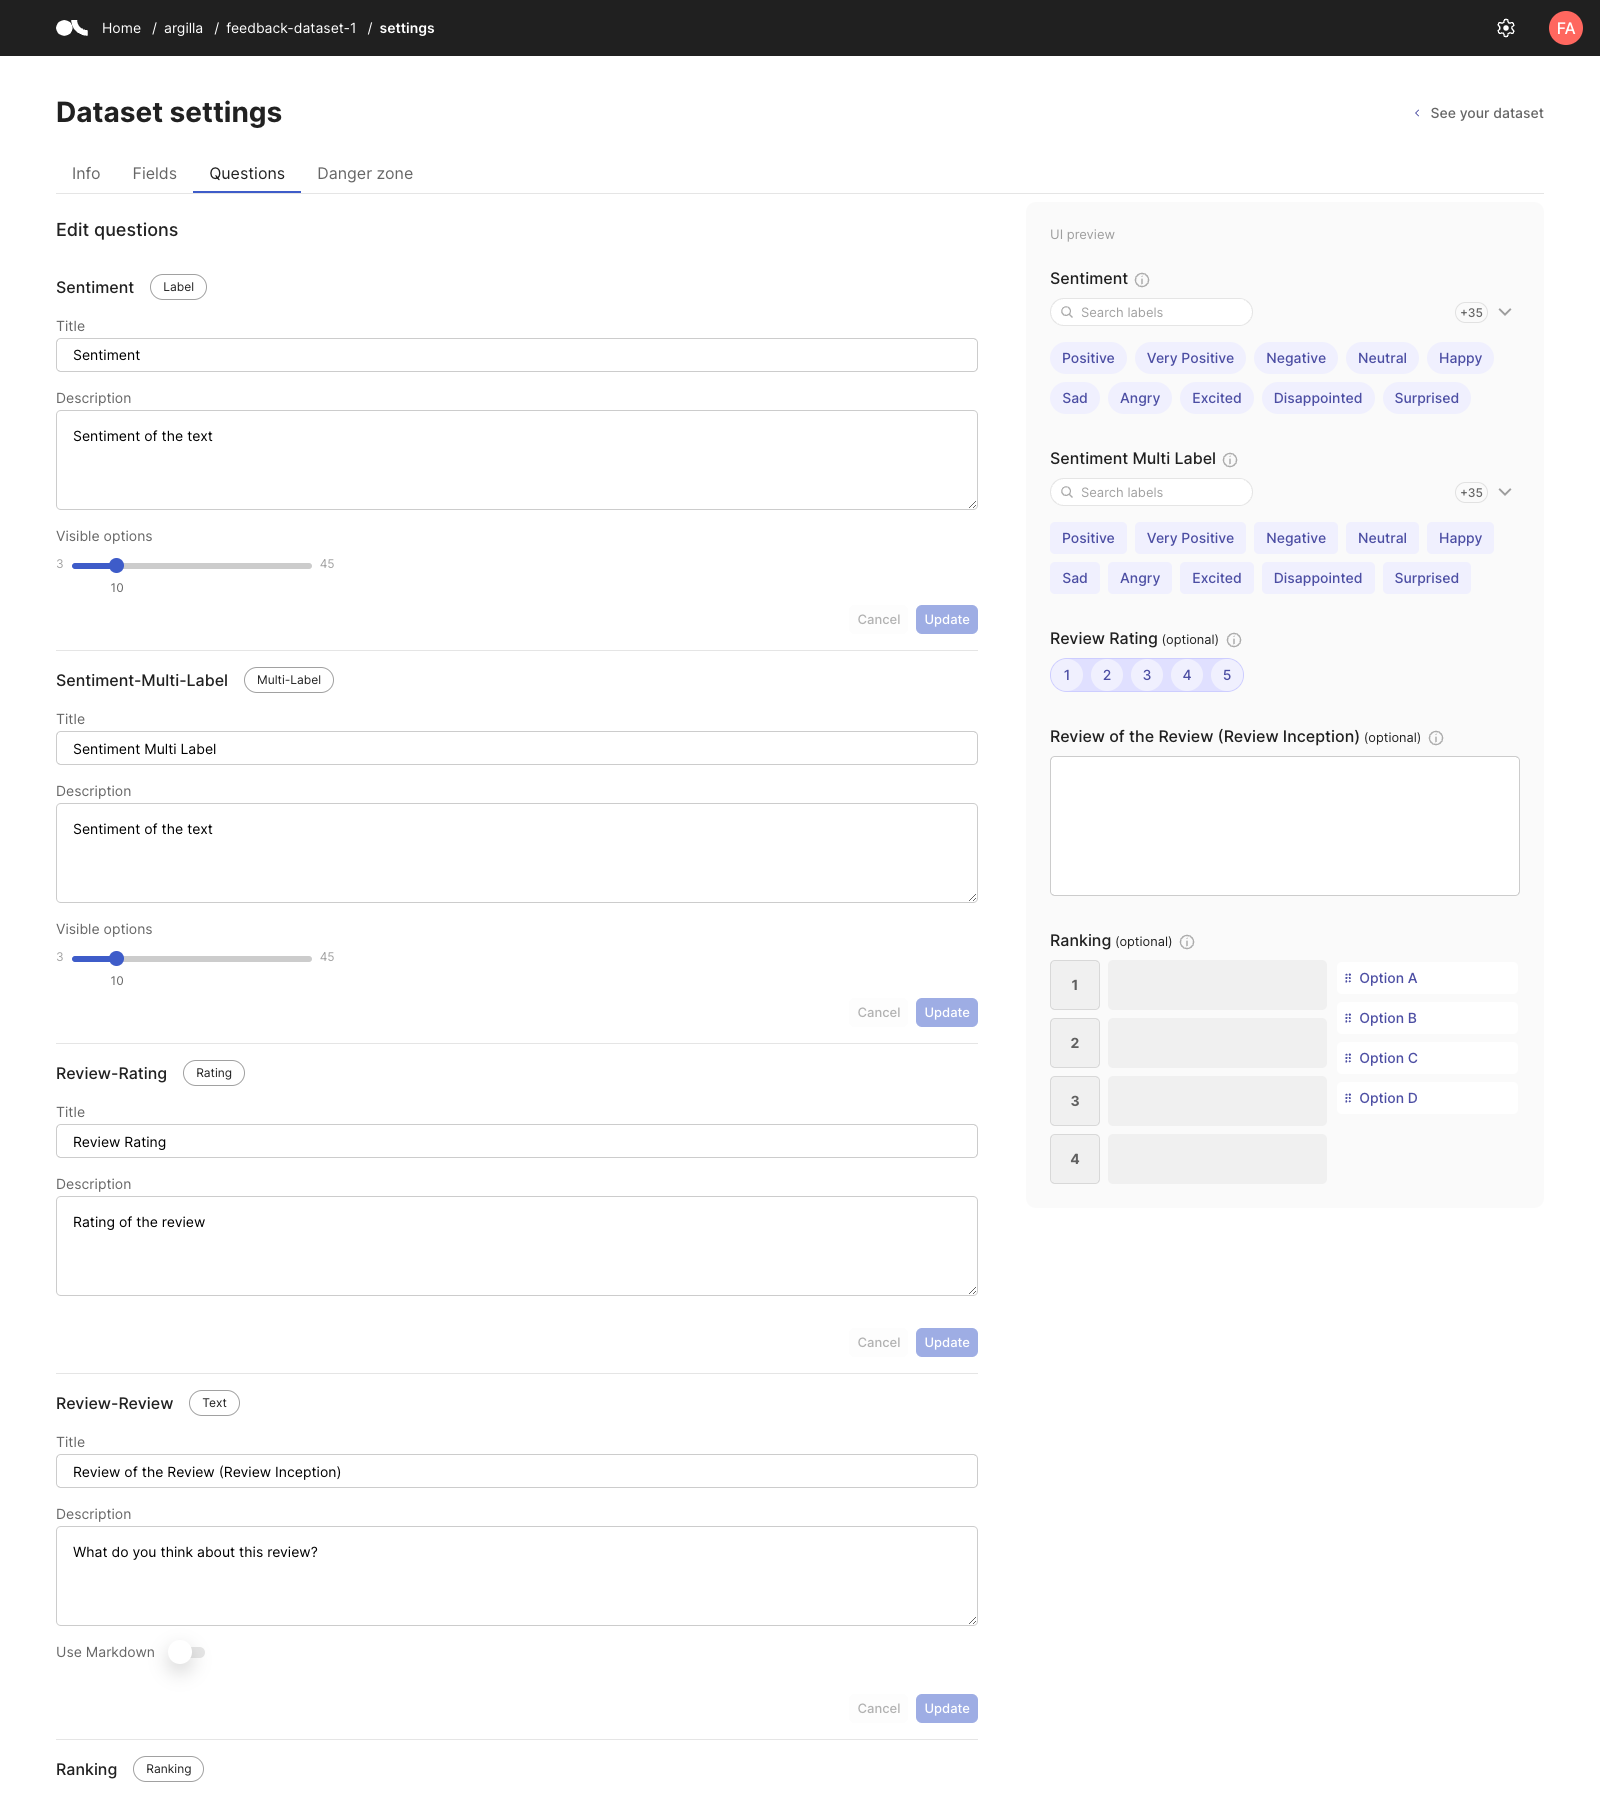 Home / argilla / feedback-dataset-1 / settings
FA
Dataset settings
See your dataset
Info Fields Questions Danger zone
Edit questions
Sentiment Label
Title
Sentiment
Description
Sentiment of the text
Visible options
3 45
10
Cancel Update
Sentiment-Multi-Label Multi-Label
Title
Sentiment Multi Label
Description
Sentiment of the text
Visible options
3 45
10
Cancel Update
Review-Rating Rating
Title
Review Rating
Description
Rating of the review
Cancel Update
Review-Review Text
Title
Review of the Review (Review Inception)
Description
What do you think about this review?
Use Markdown
Cancel Update
Ranking Ranking
UI preview
Sentiment
Search labels +35
Positive Very Positive Negative Neutral Happy
Sad Angry Excited Disappointed Surprised
Sentiment Multi Label
Search labels +35
Positive Very Positive Negative Neutral Happy
Sad Angry Excited Disappointed Surprised
Review Rating (optional)
1 2 3 4 5
Review of the Review (Review Inception) (optional)
Ranking (optional)
1 Option A
2 Option B
3 Option C
4 Option D